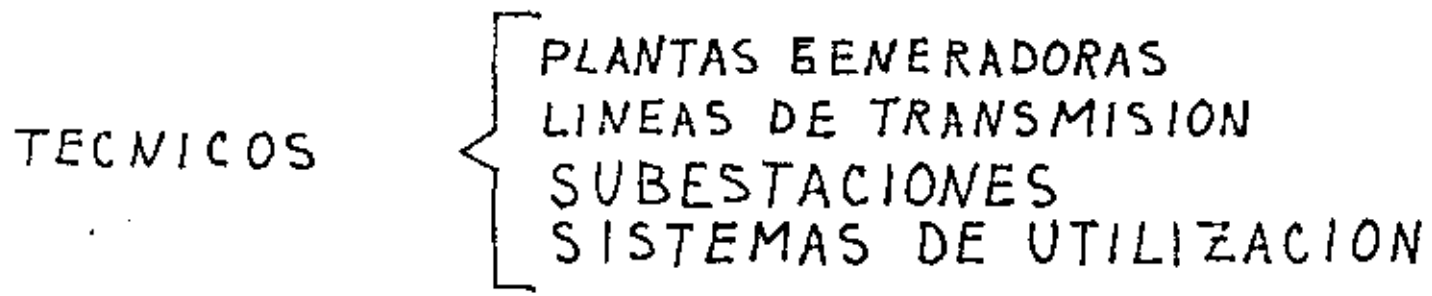 TECNICOS
PLANTAS GENERADORAS
LINEAS DE TRANSMISION
SUBESTACIONES
SISTEMAS DE UTILIZACION